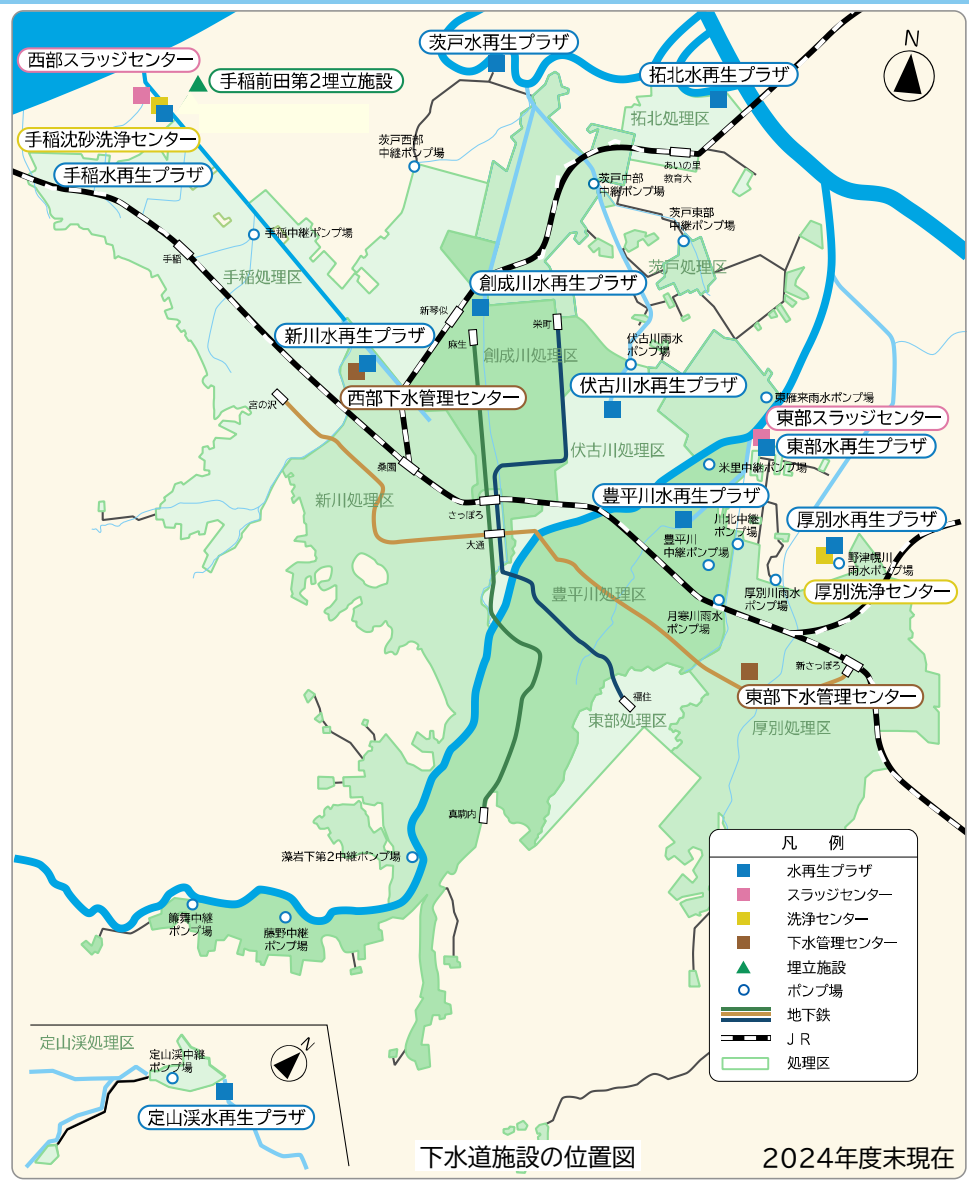 茨戸水再生プラザ
西部スラッジセンター
手稲前田第2埋立施設
拓北水再生プラザ
N
拓北処理区
手稲沈砂洗浄センター
茨戸西部
中継ポンプ場
あいの里
教育大
手稲水再生プラザ
茨戸中部
中継ポンプ場
茨戸東部
中継ポンプ場
手稲中継ポンプ場
手稲
手稲処理区
茨戸処理区
創成川水再生プラザ
新琴似
栄町
麻生
新川水再生プラザ
創成川処理区
伏古川雨水
ポンプ場
伏古川水再生プラザ
西部下水管理センター
宮の沢
東雁来雨水ポンプ場
東部スラッジセンター
東部水再生プラザ
伏古川処理区
桑園
米里中継ポンプ場
新川処理区
豊平川水再生プラザ
さっぽろ
大通
川北中継
ポンプ場
厚別水再生プラザ
豊平川
中継ポンプ場
野津幌川
雨水ポンプ場
厚別洗浄センター
豊平川処理区
厚別川雨水
ポンプ場
月寒川雨水
ポンプ場
新さっぽろ
福住
東部下水管理センター
東部処理区
厚別処理区
真駒内
藻岩下第2中継ポンプ場
簾舞中継
ポンプ場
藤野中継
ポンプ場
凡 例
水再生プラザ
スラッジセンター
洗浄センター
下水管理センター
埋立施設
ポンプ場
地下鉄
JR
処理区
定山渓処理区
定山渓中継
ポンプ場
N
定山渓水再生プラザ
下水道施設の位置図
2024年度末現在